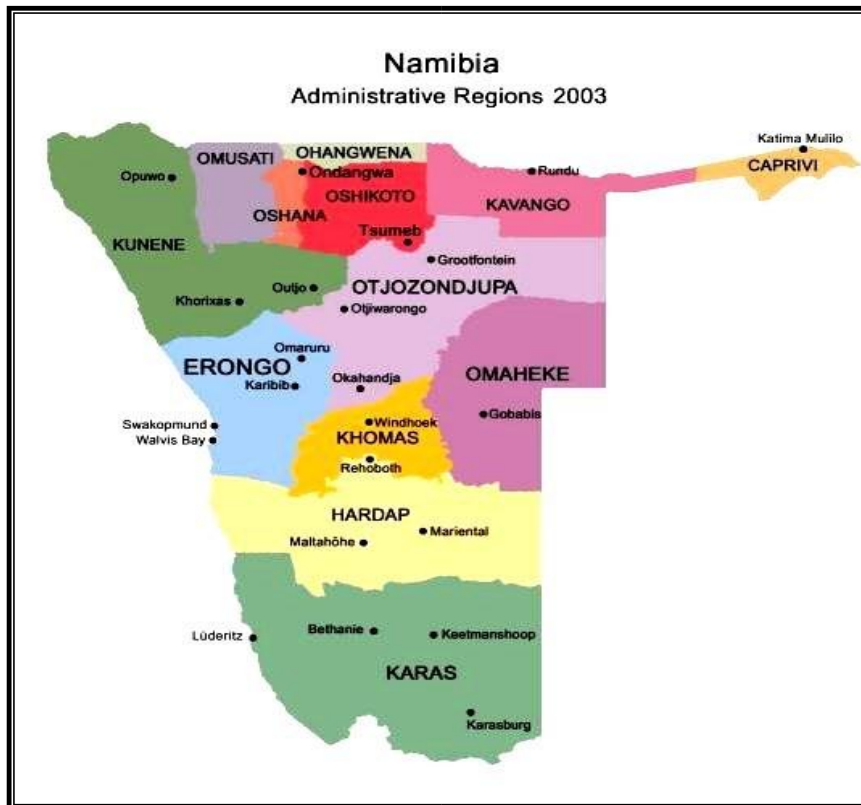 Namibia
Administrative Regions 2003
Katima Mulilo
CAPRIVI
OHANGWENA
OMUSATI
Opuwo
Ondangwa
Rundu
OSHIKOTO
KAVANGO
OSHANA
Tsumeb
KUNENE
Grootfontein
Outjo
OTJOZONDJUPA
Khorixas
Otjiwarongo
Omaruru
ERONGO
OMAHEKE
Karibib
Okahandja
Gobabis
Swakopmund
Windhoek
Walvis Bay
KHOMAS
Rehoboth
HARDAP
Mariental
Maltahöhe
Lüderitz
Bethanie
Keetmanshoop
KARAS
Karasburg